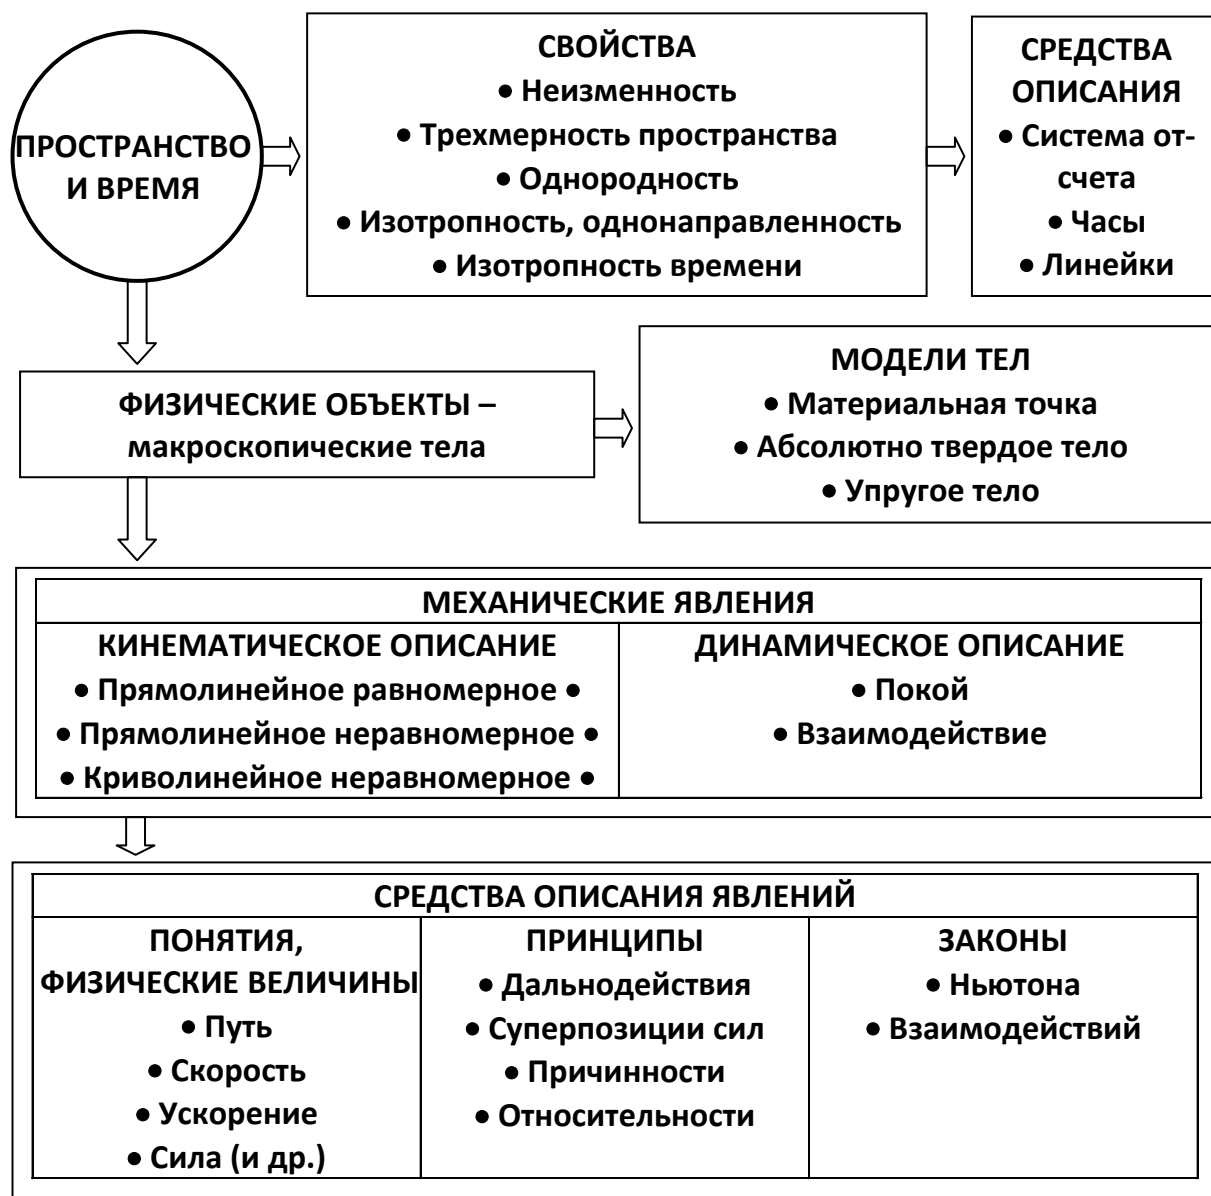 ПРОСТРАНСТВО
И ВРЕМЯ
СВОЙСТВА
• Неизменность
• Трехмерность пространства
• Однородность
• Изотропность, однонаправленность
• Изотропность времени
СРЕДСТВА
ОПИСАНИЯ
• Система от-
счета
• Часы
• Линейки
ФИЗИЧЕСКИЕ ОБЪЕКТЫ –
макроскопические тела
МОДЕЛИ ТЕЛ
• Материальная точка
• Абсолютно твердое тело
• Упругое тело
МЕХАНИЧЕСКИЕ ЯВЛЕНИЯ
КИНЕМАТИЧЕСКОЕ ОПИСАНИЕ
• Прямолинейное равномерное •
• Прямолинейное неравномерное •
• Криволинейное неравномерное •
ДИНАМИЧЕСКОЕ ОПИСАНИЕ
• Покой
• Взаимодействие
СРЕДСТВА ОПИСАНИЯ ЯВЛЕНИЙ
ПОНЯТИЯ,
ФИЗИЧЕСКИЕ ВЕЛИЧИНЫ
• Путь
• Скорость
• Ускорение
• Сила (и др.)
ПРИНЦИПЫ
• Дальнодействия
• Суперпозиции сил
• Причинности
• Относительности
ЗАКОНЫ
• Ньютона
• Взаимодействий